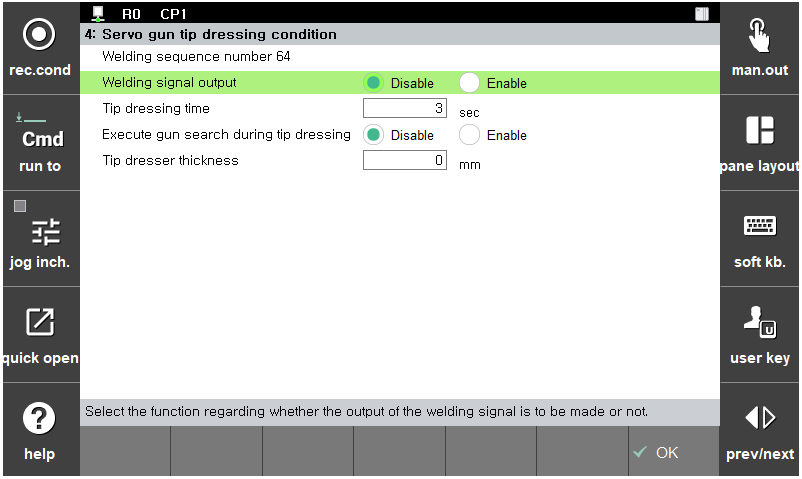 R0 CP1
4: Servo gun tip dressing condition
Welding sequence number 64
Welding signal output Disable Enable
Tip dressing time 3 sec
Execute gun search during tip dressing Disable Enable
Tip dresser thickness 0 mm
Select the function regarding whether the output of the welding signal is to be made or not.
OK
rec.cond
Cmd
run to
jog inch.
quick open
?
help
man.out
pane layout
soft kb.
U
user key
prev/next